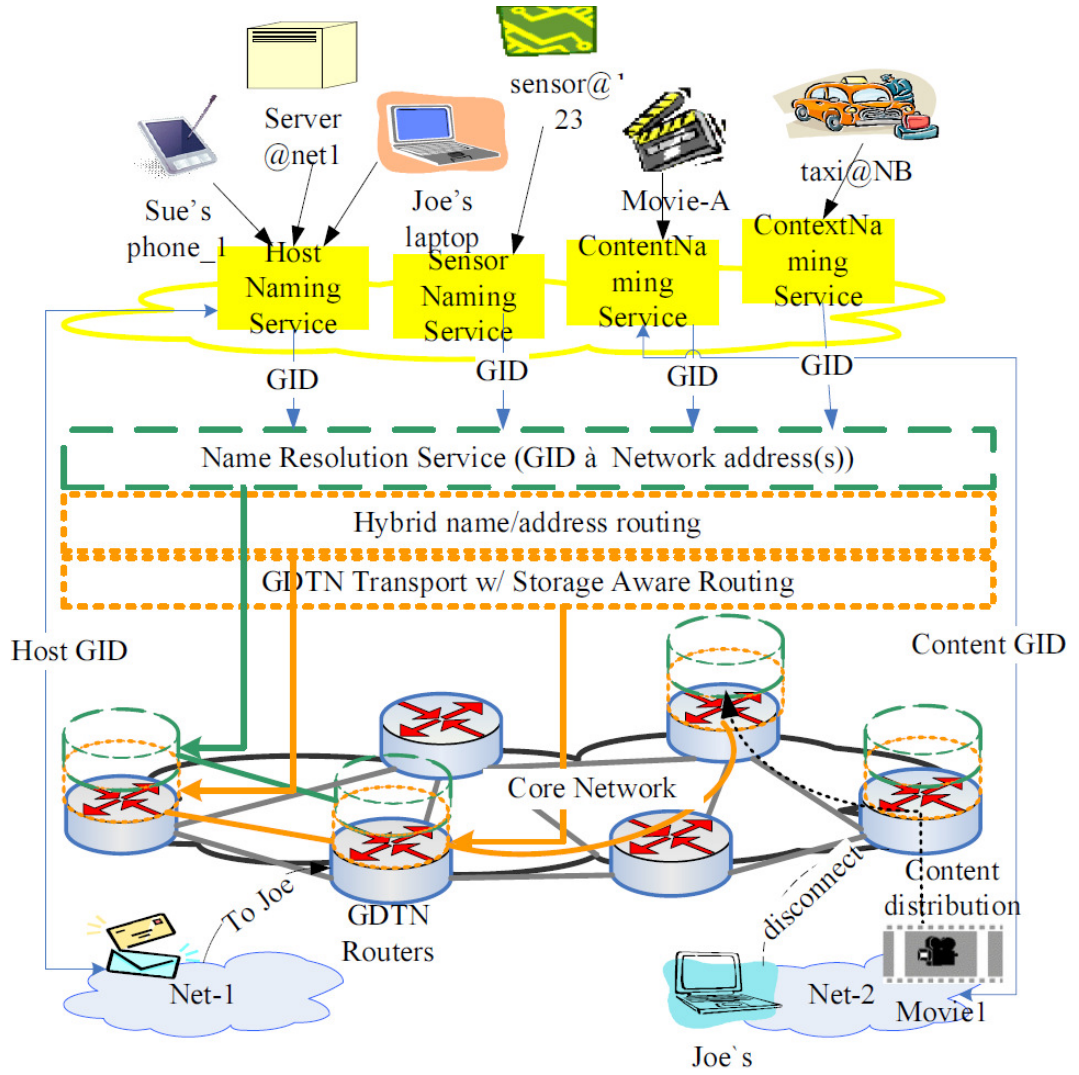 Server
@net1
sensor@1
23
Sue's
phone_1
Joe's
laptop
Movie-A
taxi@NB
Host
Naming
Service
Sensor
Naming
Service
ContentNa
ming
Service
ContextNa
ming
Service
GID
GID
GID
GID
Name Resolution Service (GID à Network address(s))
Hybrid name/address routing
GDTN Transport w/ Storage Aware Routing
Host GID
Content GID
Core Network
To Joe
GDTN
Routers
disconnect
Content
distribution
Net-1
Net-2
Movie1
Joe`s